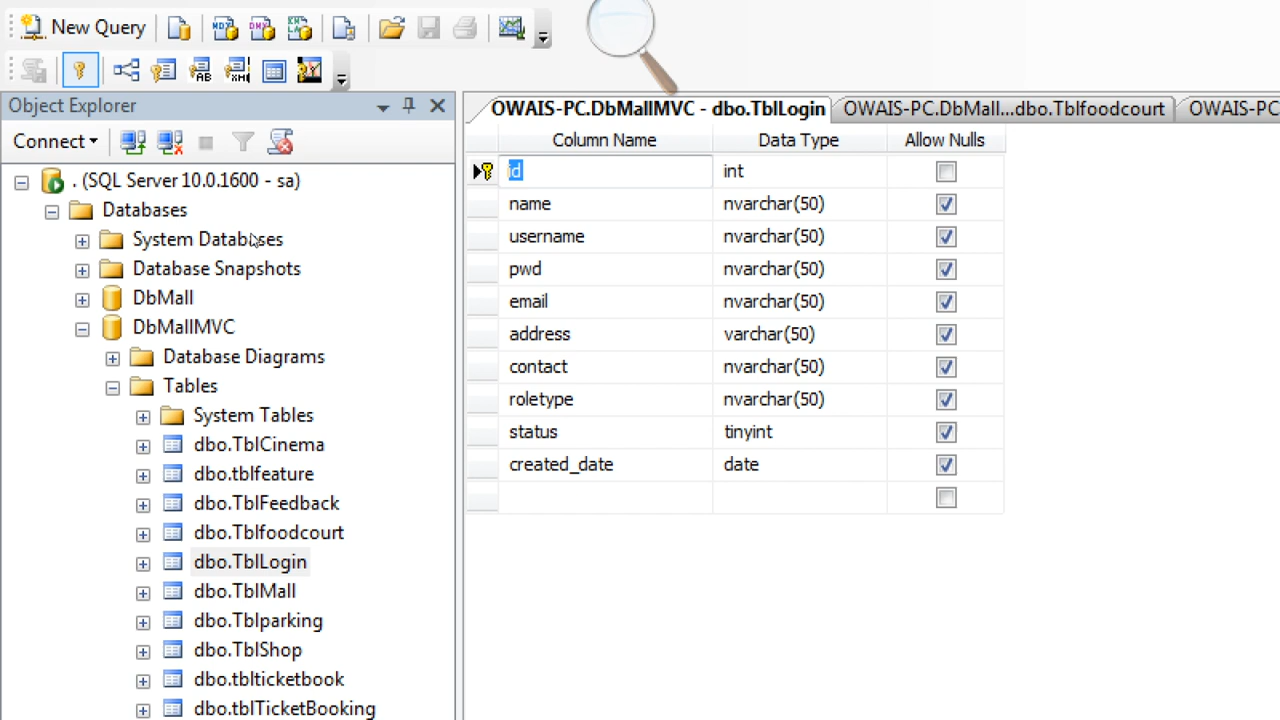 New Query
Object Explorer
Connect
. (SQL Server 10.0.1600 - sa)
Databases
System Databases
Database Snapshots
DbMall
DbMallMVC
Database Diagrams
Tables
System Tables
dbo.TblCinema
dbo.tblfeature
dbo.TblFeedback
dbo.Tblfoodcourt
dbo.TblLogin
dbo.TblMall
dbo.Tblparking
dbo.TblShop
dbo.tblticketbook
dbo.tblTicketBooking
OWAIS-PC.DbMallMVC - dbo.TblLogin OWAIS-PC.DbMall...dbo.Tblfoodcourt OWAIS-PC
Column Name Data Type Allow Nulls
id int
name nvarchar(50)
username nvarchar(50)
pwd nvarchar(50)
email nvarchar(50)
address varchar(50)
contact nvarchar(50)
roletype nvarchar(50)
status tinyint
created_date date